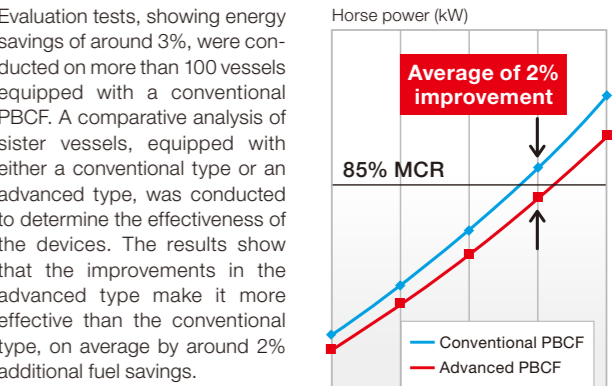 Evaluation tests, showing energy
savings of around 3%, were con-
ducted on more than 100 vessels
equipped with a conventional
PBCF. A comparative analysis of
sister vessels, equipped with
either a conventional type or an
advanced type, was conducted
to determine the effectiveness of
the devices. The results show
that the improvements in the
advanced type make it more
effective than the conventional
type, on average by around 2%
additional fuel savings.
Horse power (kW)
Average of 2%
improvement
85% MCR
Conventional PBCF
Advanced PBCF